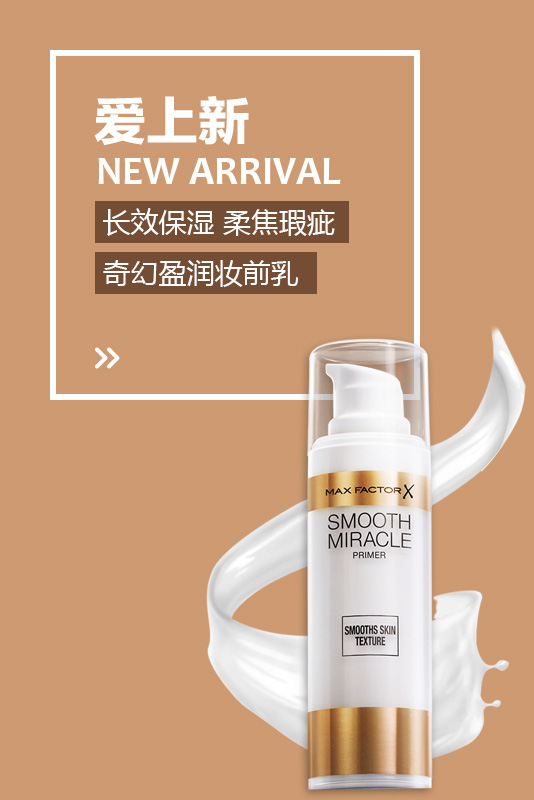 爱上新
NEW ARRIVAL
长效保湿 柔焦瑕疵
奇幻盈润妆前乳
MAX FACTOR X
SMOOTH
MIRACLE
PRIMER
SMOOTHS SKIN
TEXTURE